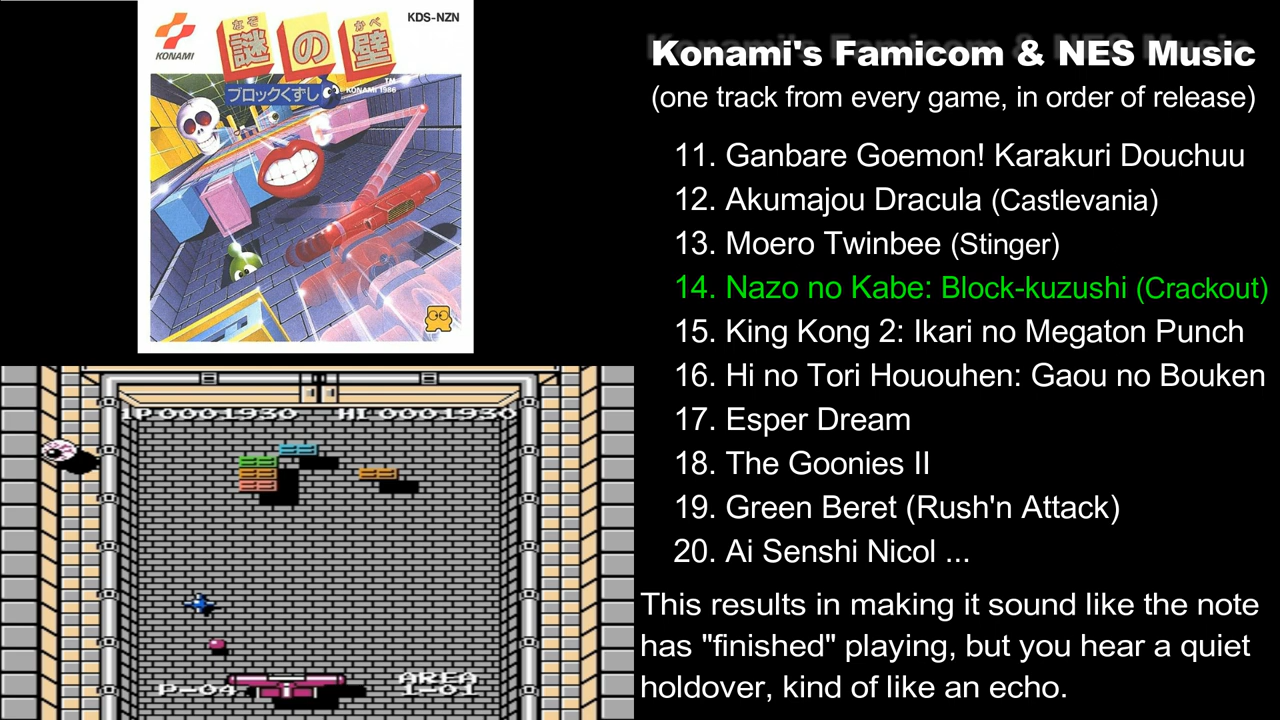 KONAMI
KDS-NZN
なぞ かべ
謎の壁
TM
ブロックくずし
© KONAMI 1986
1P 0001930 HI 0001930
P-04
AREA
1-01
Konami's Famicom & NES Music
(one track from every game, in order of release)
11. Ganbare Goemon! Karakuri Douchuu
12. Akumajou Dracula (Castlevania)
13. Moero Twinbee (Stinger)
14. Nazo no Kabe: Block-kuzushi (Crackout)
15. King Kong 2: Ikari no Megaton Punch
16. Hi no Tori Hououhen: Gaou no Bouken
17. Esper Dream
18. The Goonies II
19. Green Beret (Rush'n Attack)
20. Ai Senshi Nicol ...
This results in making it sound like the note
has "finished" playing, but you hear a quiet
holdover, kind of like an echo.